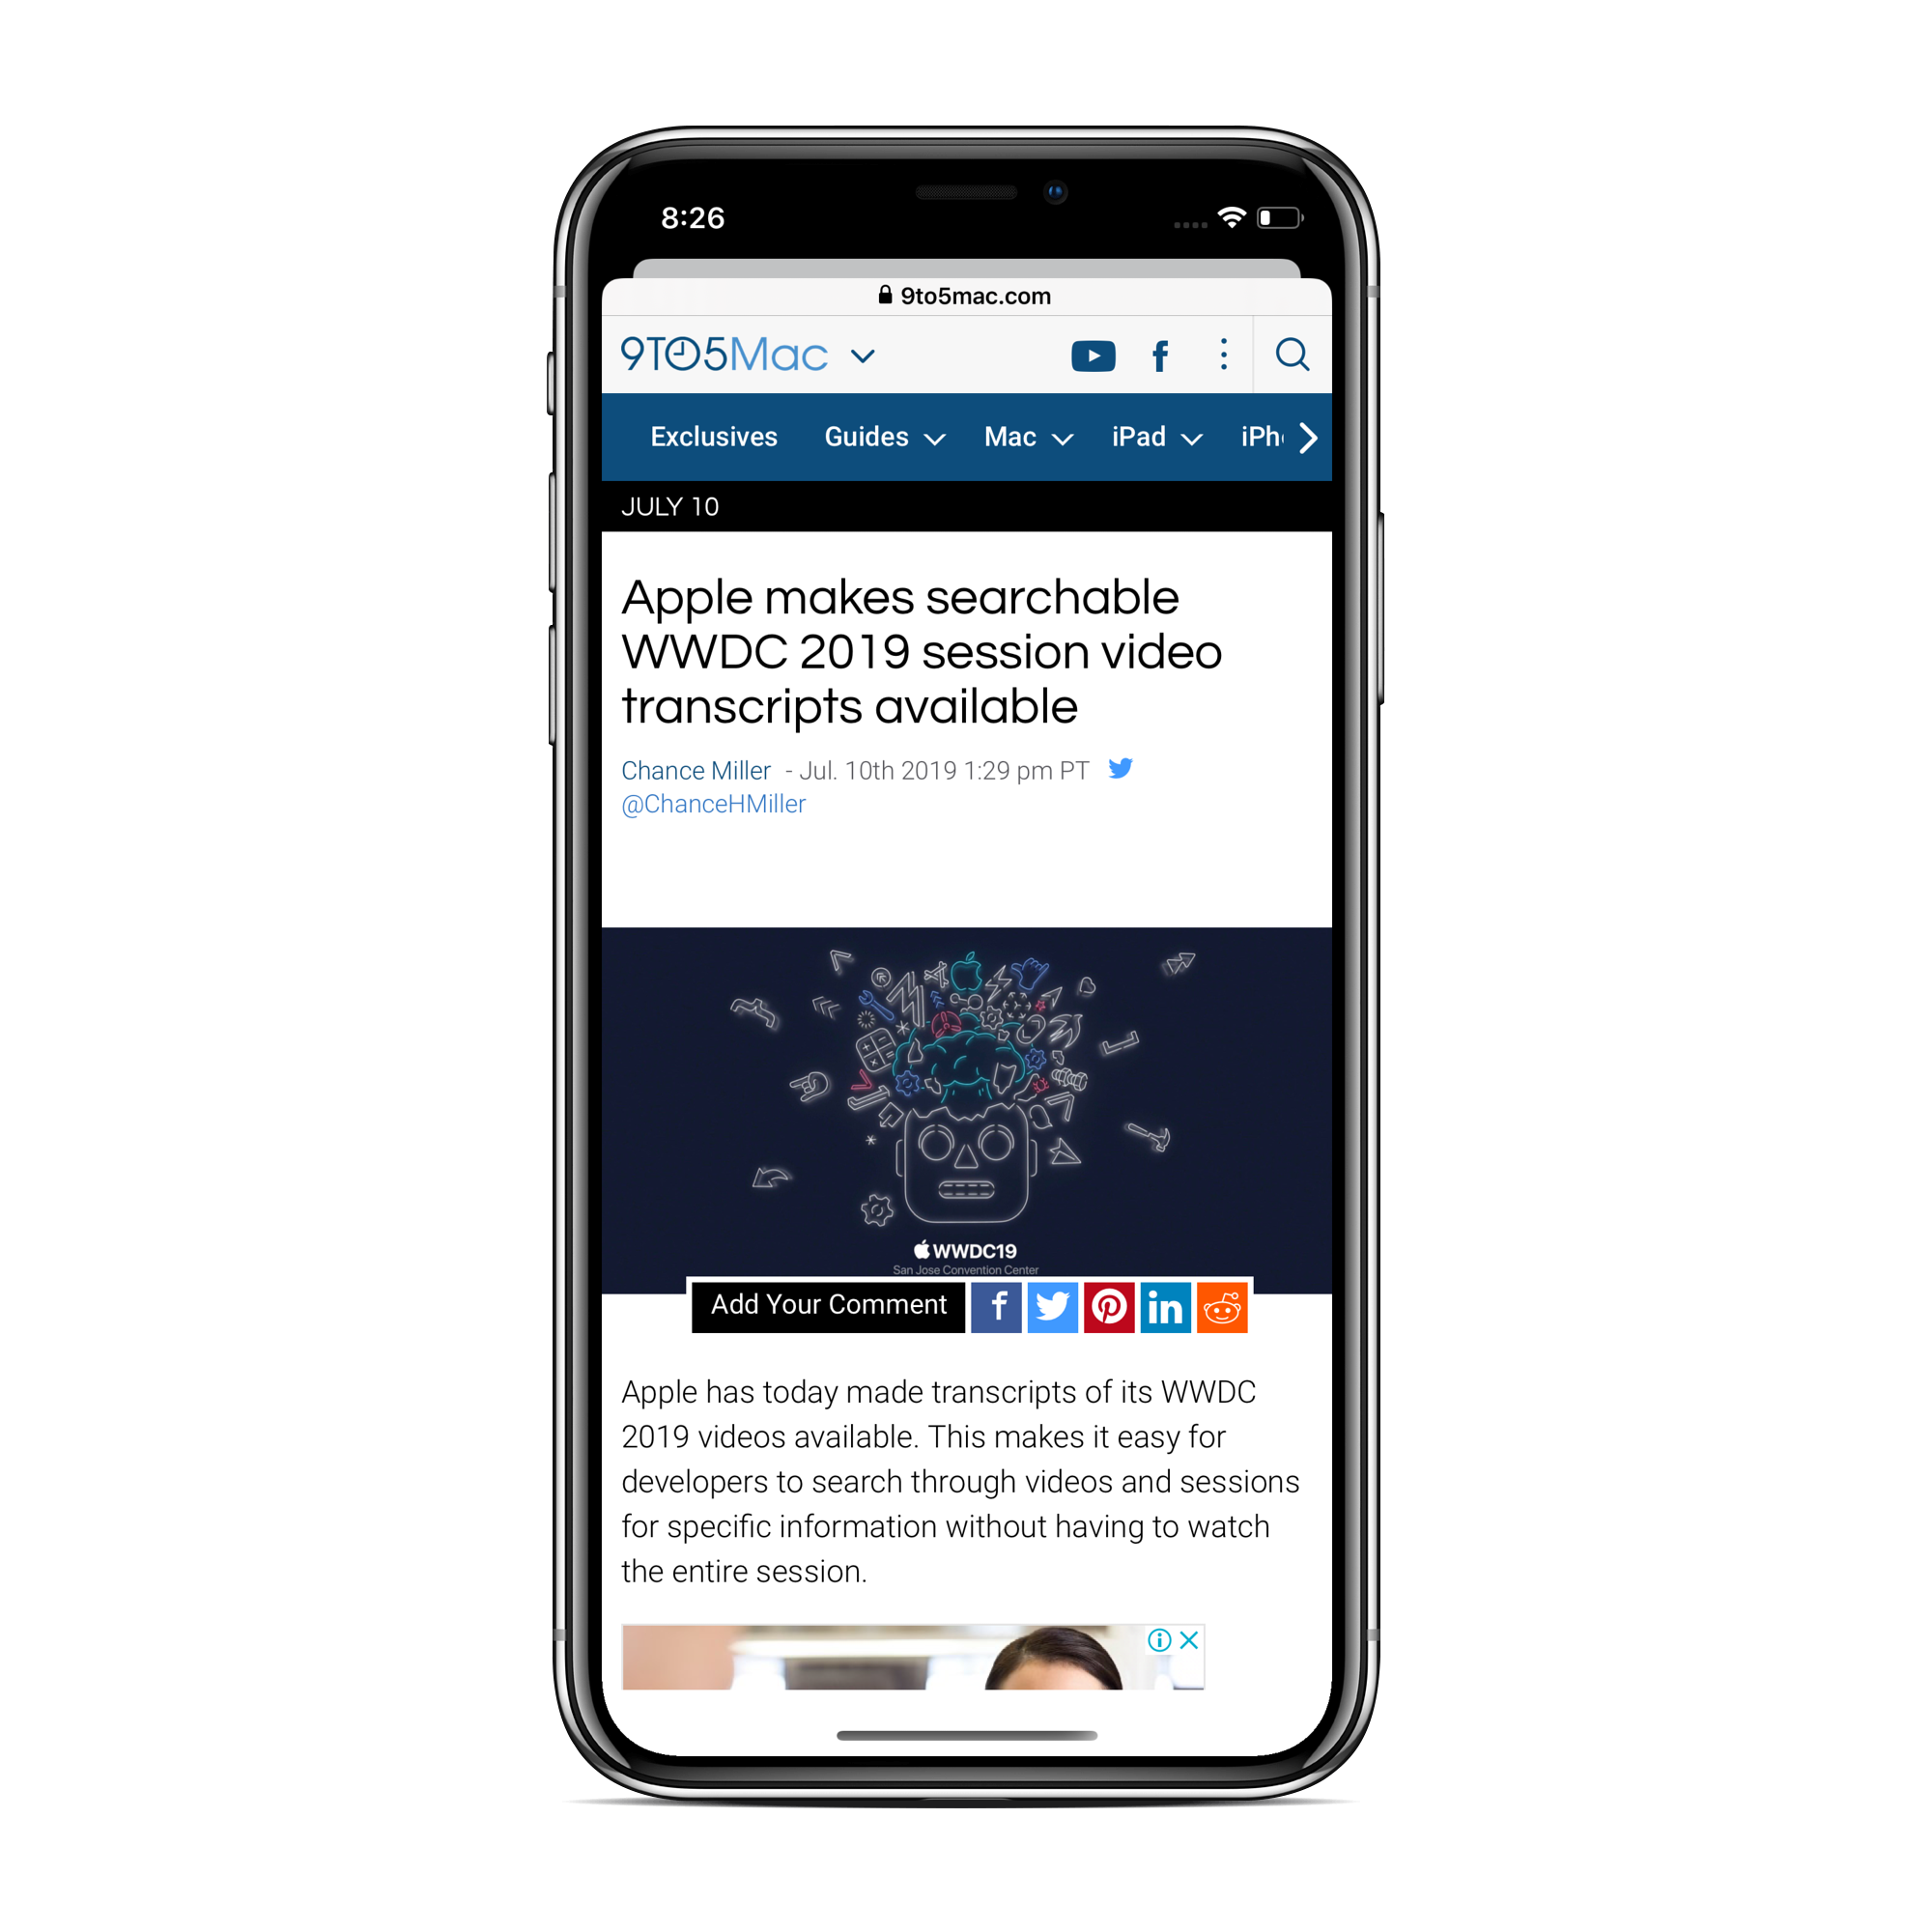 8:26
9to5mac.com
9TO5Mac
Exclusives Guides Mac iPad iPh
JULY 10
Apple makes searchable
WWDC 2019 session video
transcripts available
Chance Miller - Jul. 10th 2019 1:29 pm PT
@ChanceHMiller
WWDC19
San Jose Convention Center
Add Your Comment
Apple has today made transcripts of its WWDC
2019 videos available. This makes it easy for
developers to search through videos and sessions
for specific information without having to watch
the entire session.